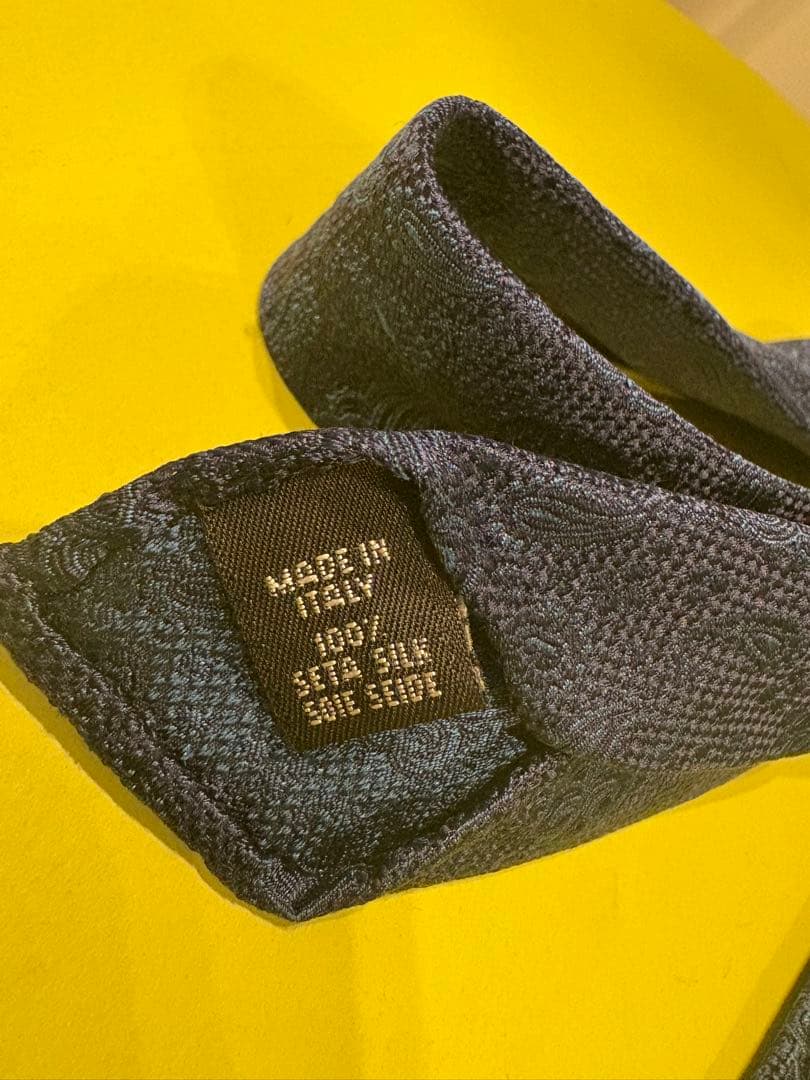 MADE IN
ITALY
100%
SETA SILK
SOIE SEIDE